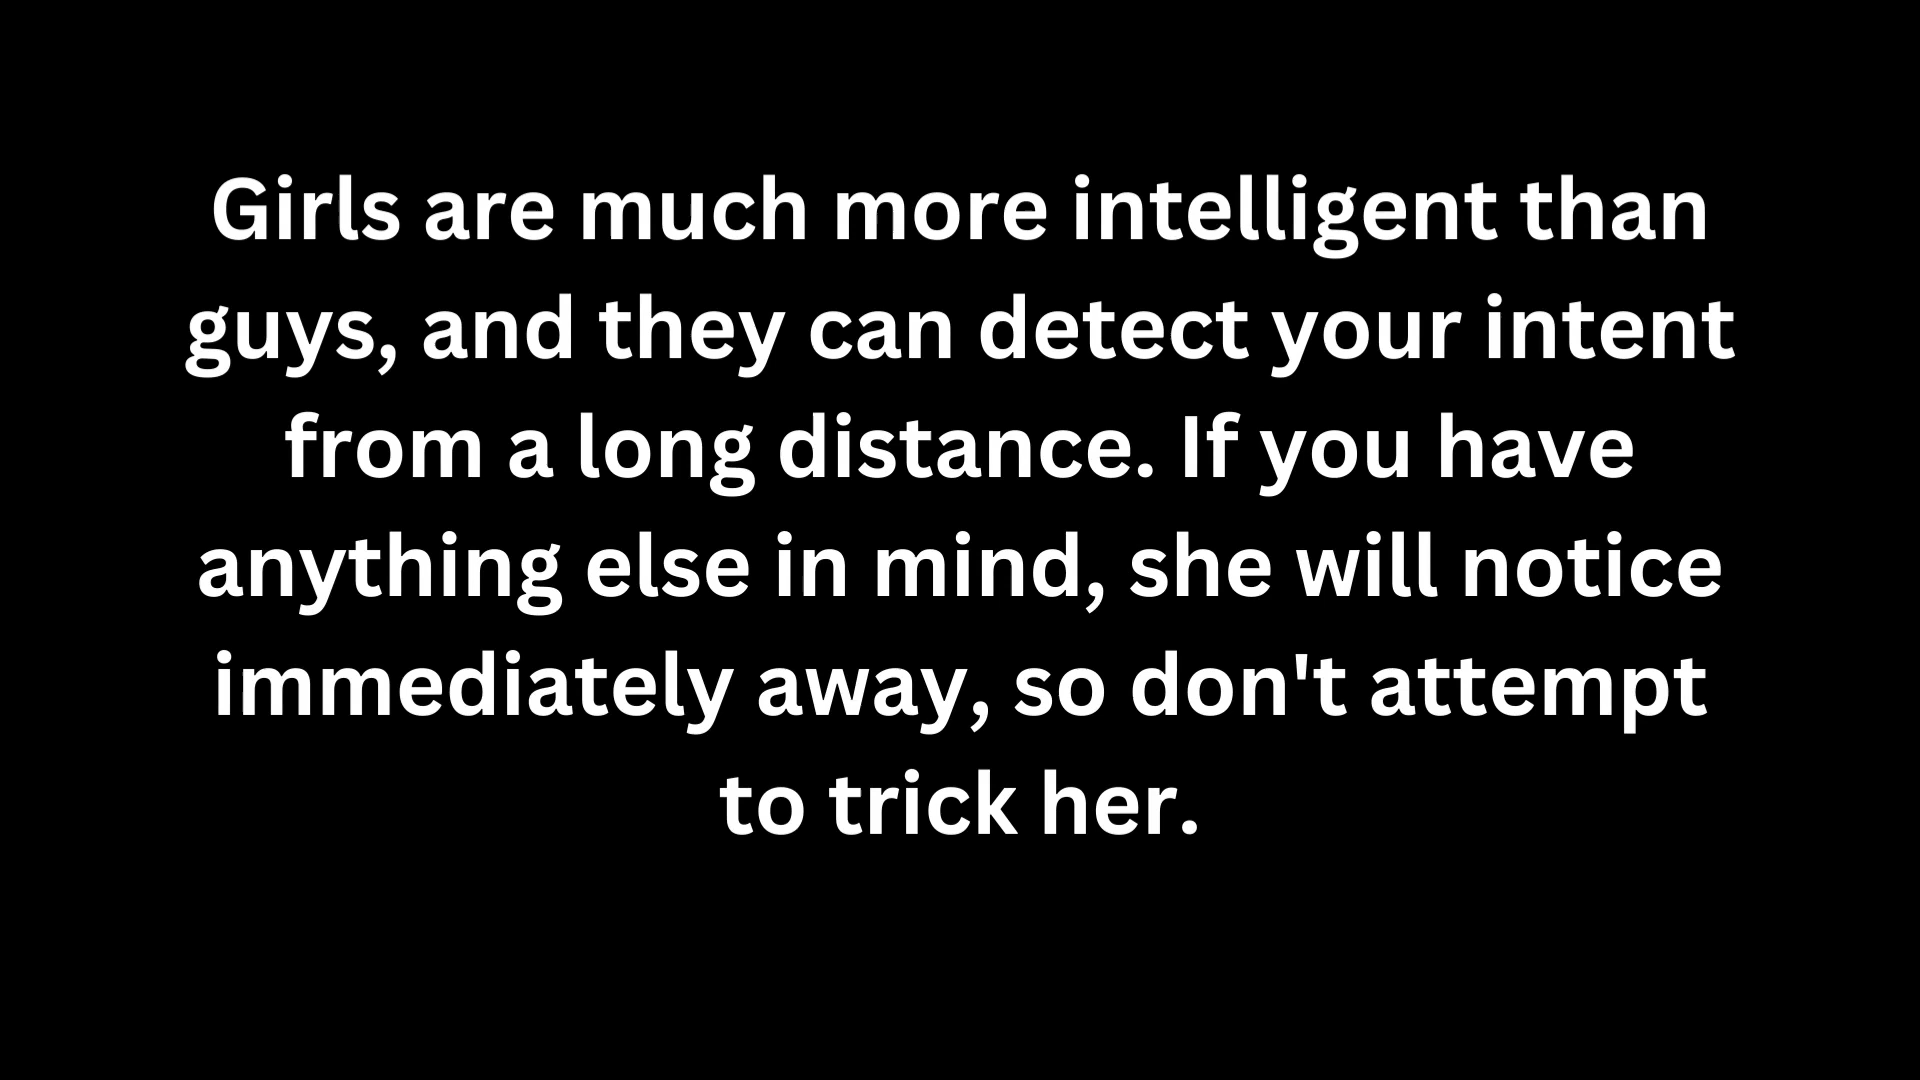 Girls are much more intelligent than
guys, and they can detect your intent
from a long distance. If you have
anything else in mind, she will notice
immediately away, so don't attempt
to trick her.